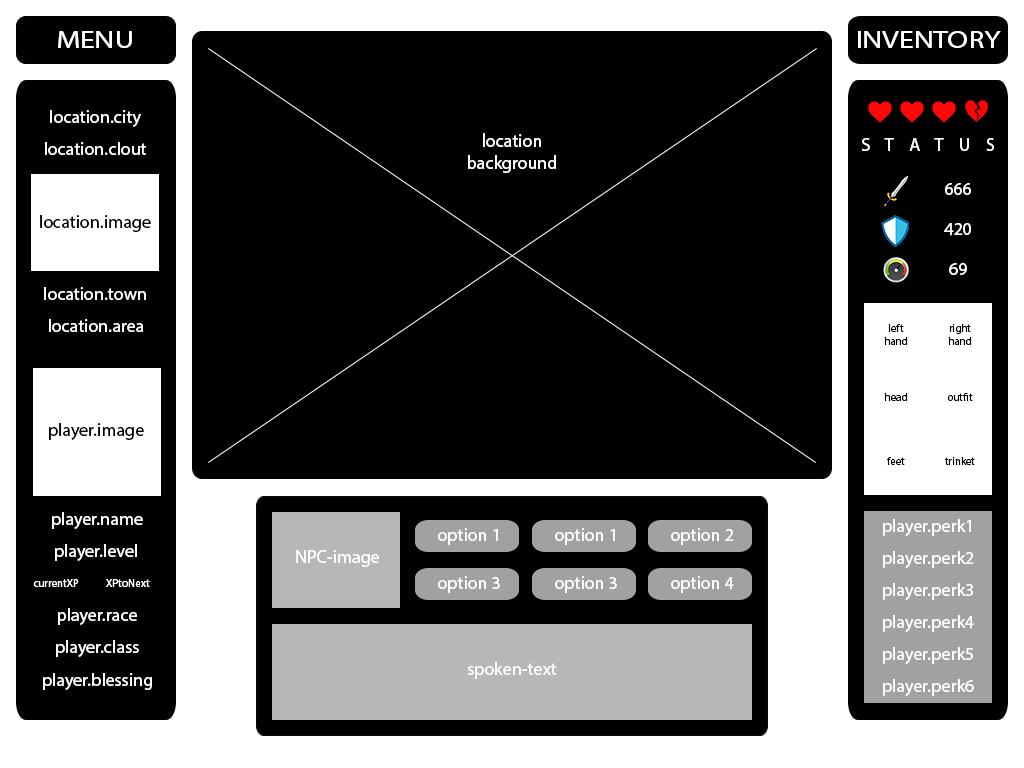 MENU
location.city
location.clout
location.image
location.town
location.area
player.image
player.name
player.level
currentXP XPtoNext
player.race
player.class
player.blessing
location
background
NPC-image
option 1 option 1 option 2
option 3 option 3 option 4
spoken-text
INVENTORY
S T A T U S
666
420
69
left right
hand hand
head outfit
feet trinket
player.perk1
player.perk2
player.perk3
player.perk4
player.perk5
player.perk6